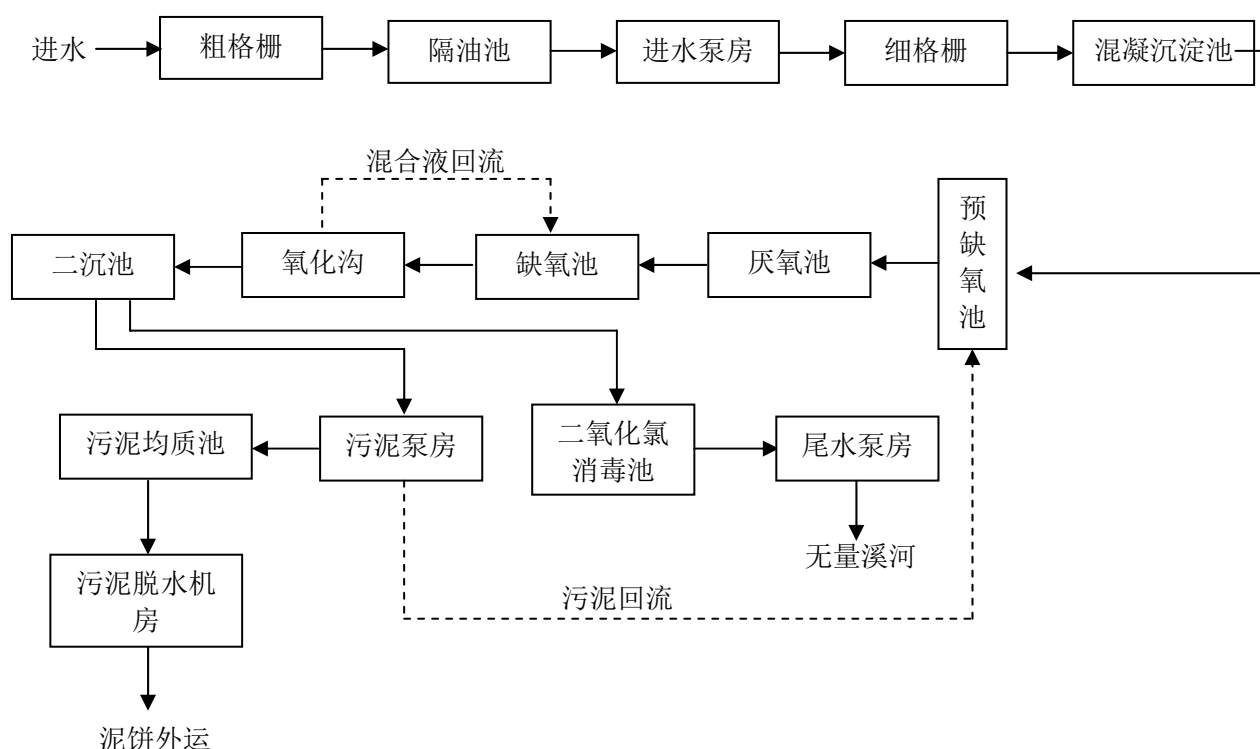 进水
粗格栅
隔油池
进水泵房
细格栅
混凝沉淀池
混合液回流
二沉池
氧化沟
缺氧池
厌氧池
预
缺
氧
池
污泥均质池
污泥泵房
二氧化氯
消毒池
尾水泵房
无量溪河
污泥脱水机
房
污泥回流
泥饼外运